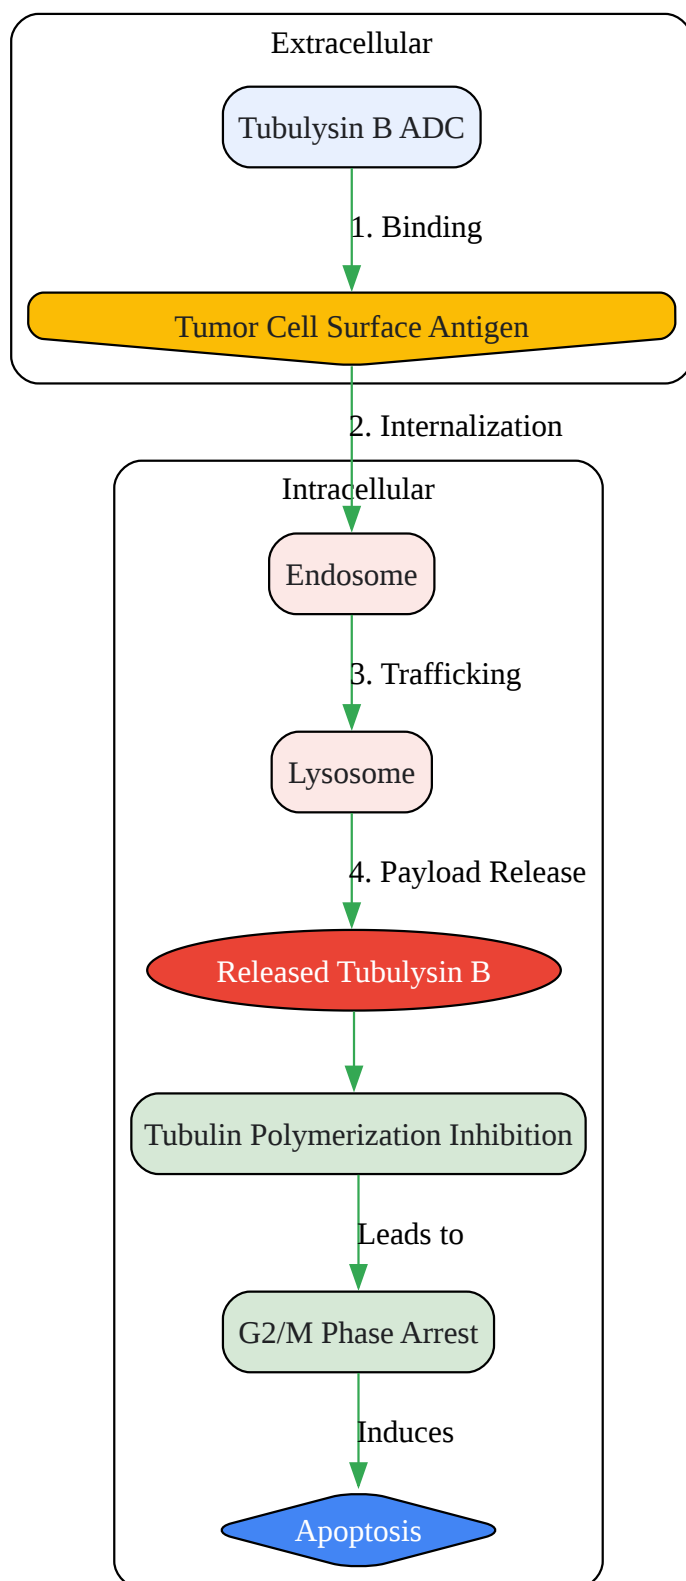 Extracellular
Tubulysin B ADC
1. Binding
Tumor Cell Surface Antigen
2. Internalization
Intracellular
Endosome
3. Trafficking
Lysosome
4. Payload Release
Released Tubulysin B
Tubulin Polymerization Inhibition
Leads to
G2/M Phase Arrest
Induces
Apoptosis